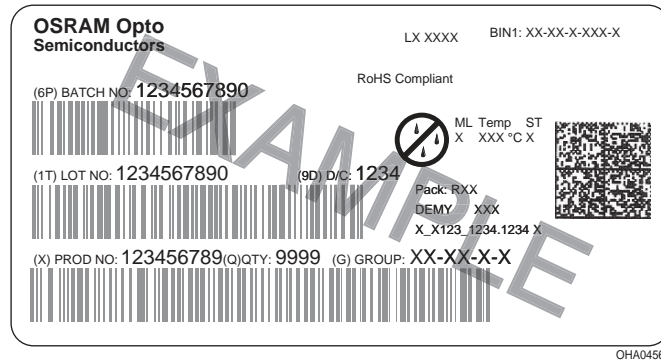 OSRAM Opto
Semiconductors
LX XXXX
BIN1: XX-XX-X-XXX-X
RoHS Compliant
(6P) BATCH NO: 1234567890
ML Temp ST
X XXX °C X
(1T) LOT NO: 1234567890 (9D) D/C: 1234
Pack: RXX
DEMY XXX
X_X123_1234.1234 X
(X) PROD NO: 123456789(Q)QTY: 9999 (G) GROUP: XX-XX-X-X
EXAMPLE